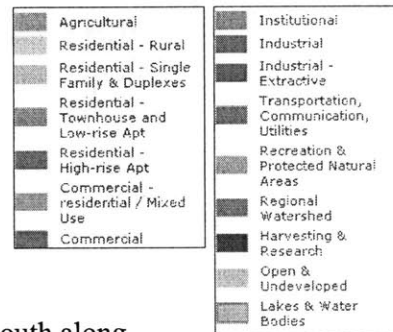 Agricultural
Residential - Rural
Residential - Single
Family & Duplexes
Residential -
Townhouse and
Low-rise Apt
Residential -
High-rise Apt
Commercial -
residential / Mixed
Use
Commercial
Institutional
Industrial
Industrial -
Extractive
Transportation,
Communication,
Utilities
Recreation &
Protected Natural
Areas
Regional
Watershed
Harvesting &
Research
Open &
Undeveloped
Lakes & Water
Bodies
outh along